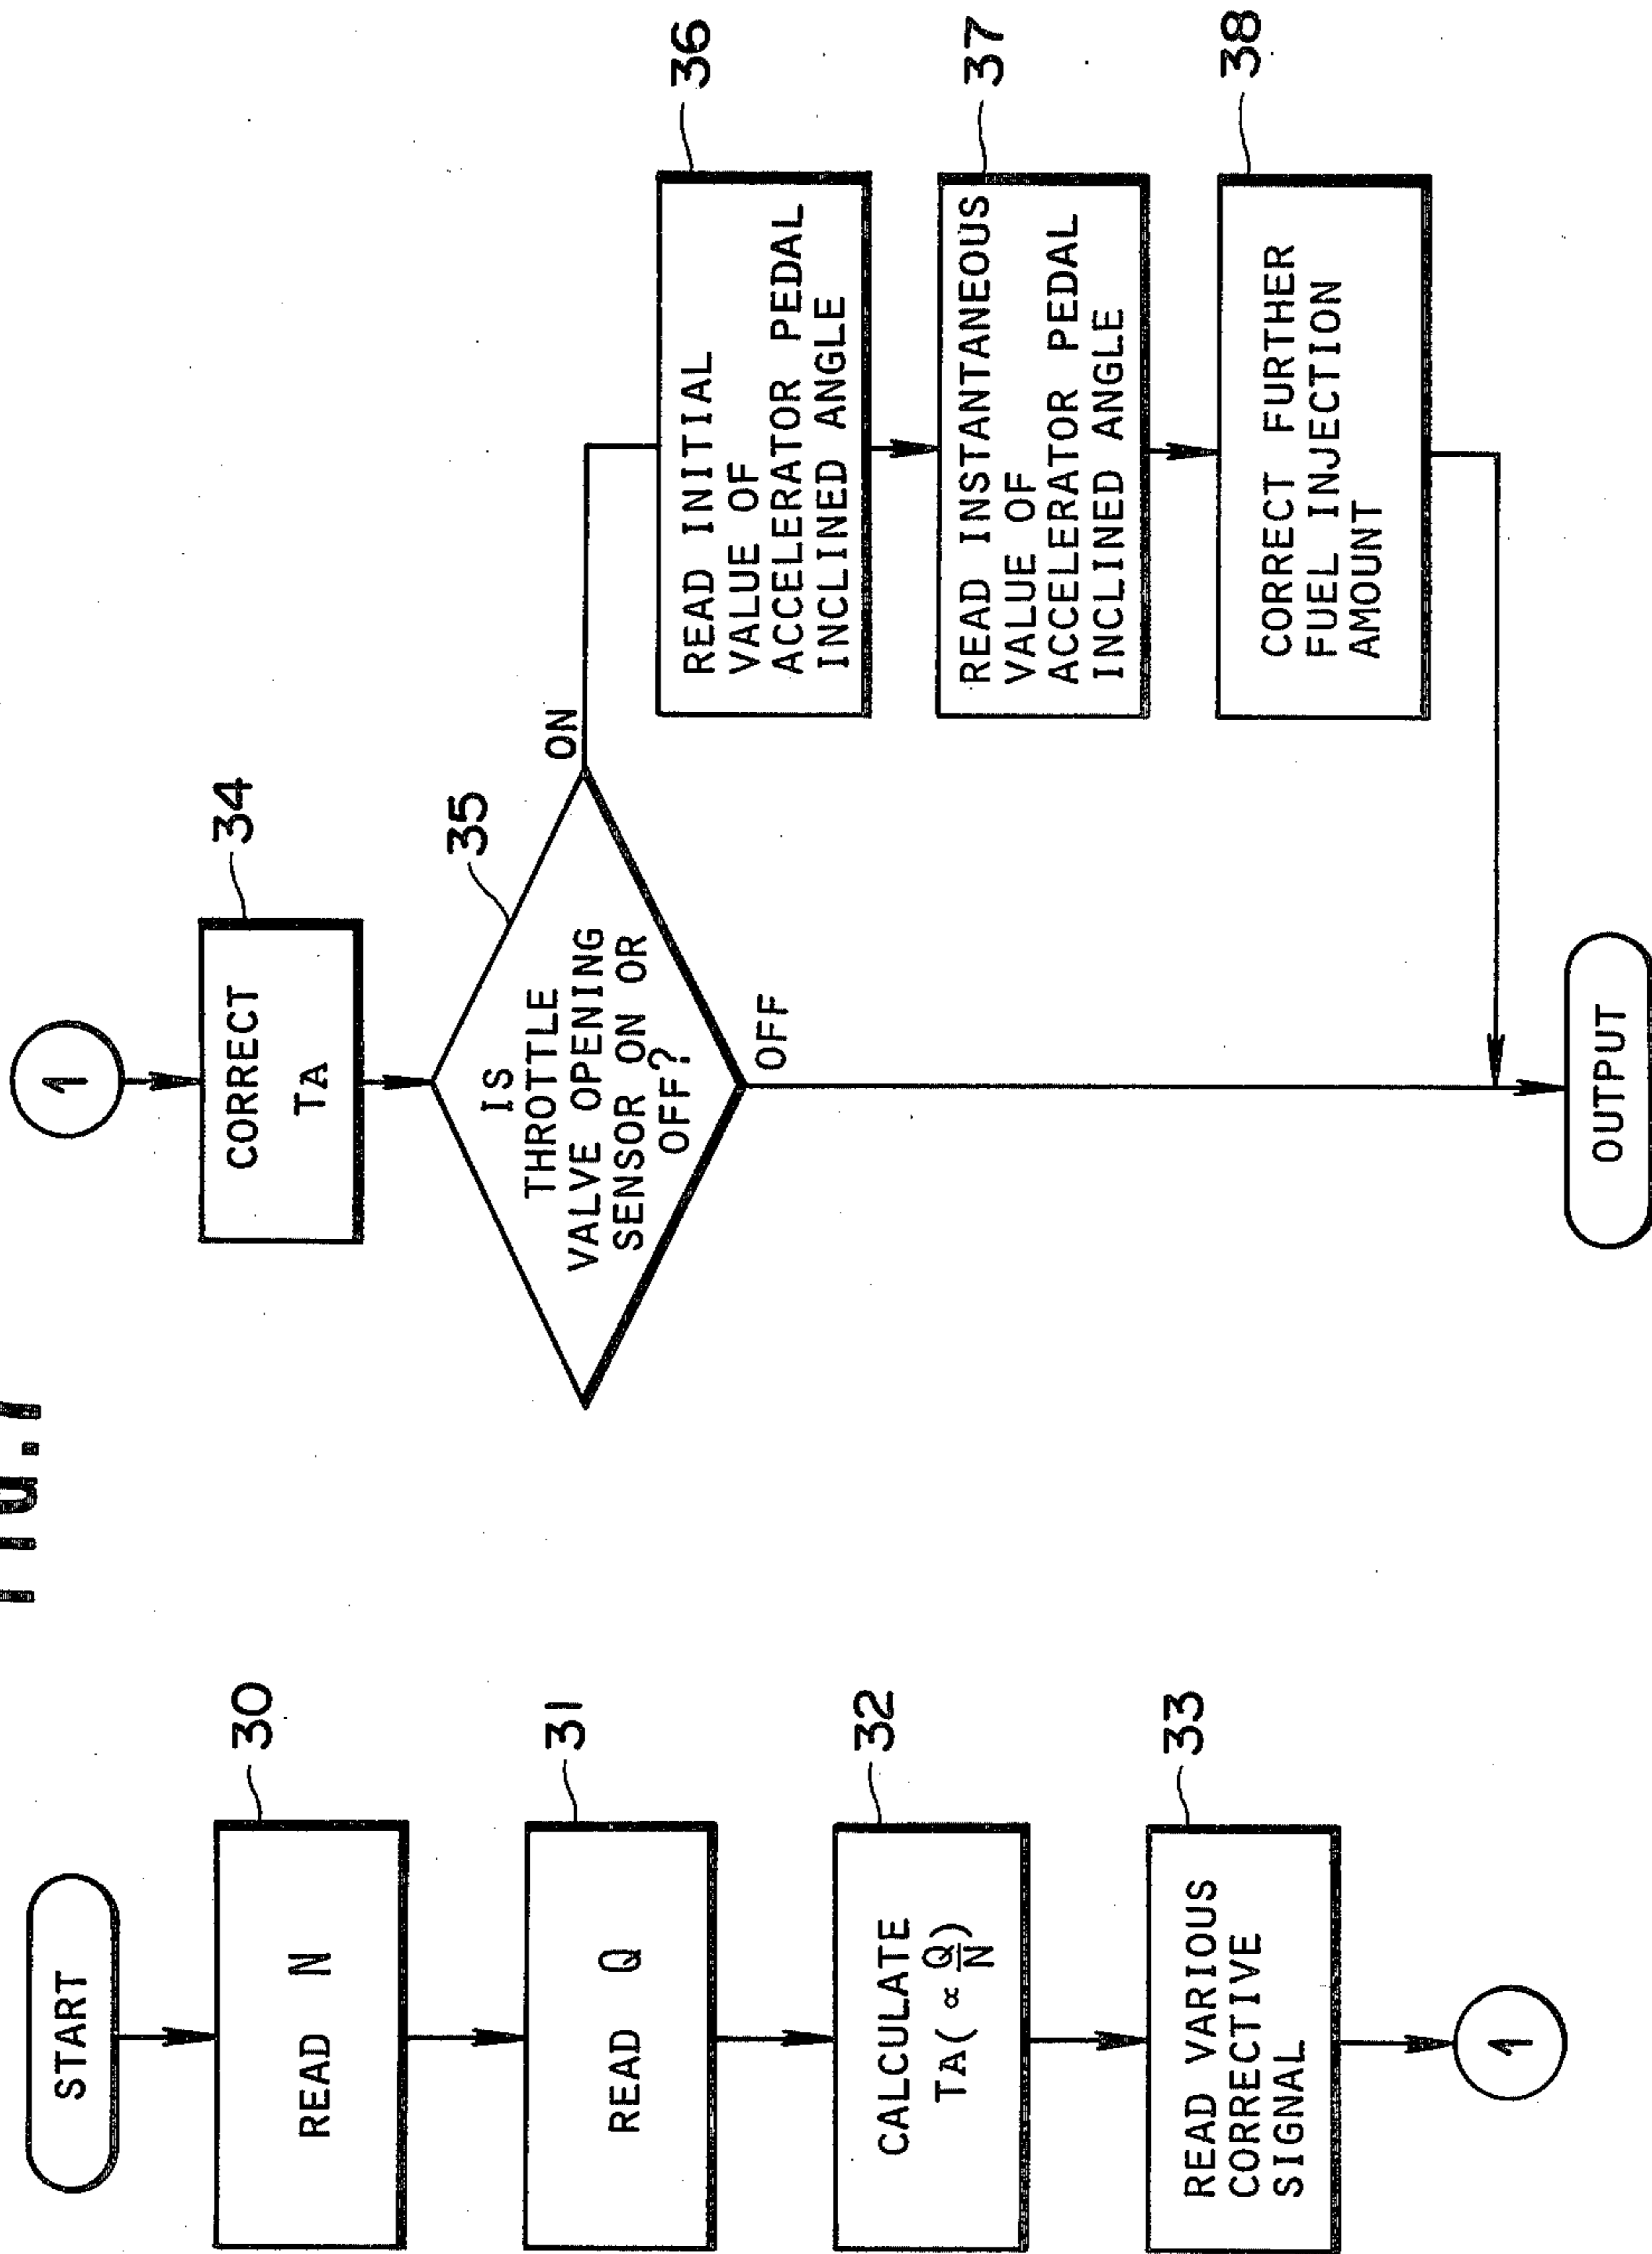 START
READ N
30
READ Q
31
CALCULATE
TA( ∝ Q/N )
32
READ VARIOUS
CORRECTIVE
SIGNAL
33
1
1
CORRECT
TA
34
IS
THROTTLE
VALVE OPENING
SENSOR ON OR
OFF?
35
ON
OFF
READ INITIAL
VALUE OF
ACCELERATOR PEDAL
INCLINED ANGLE
36
READ INSTANTANEOUS
VALUE OF
ACCELERATOR PEDAL
INCLINED ANGLE
37
CORRECT FURTHER
FUEL INJECTION
AMOUNT
38
OUTPUT